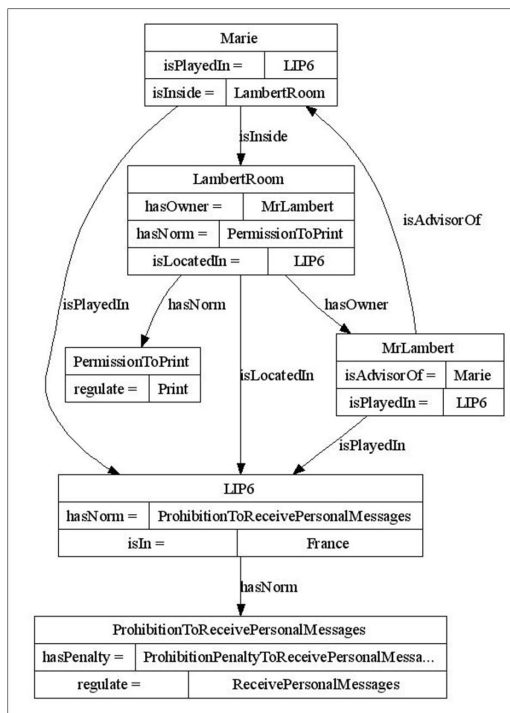 Marie
isPlayedIn = LIP6
isInside = LambertRoom
isInside
LambertRoom
hasOwner = MrLambert
hasNorm = PermissionToPrint
isLocatedIn = LIP6
isAdvisorOf
isPlayedIn
hasNorm
hasOwner
PermissionToPrint
regulate = Print
isLocatedIn
MrLambert
isAdvisorOf = Marie
isPlayedIn = LIP6
isPlayedIn
LIP6
hasNorm = ProhibitionToReceivePersonalMessages
isIn = France
hasNorm
ProhibitionToReceivePersonalMessages
hasPenalty = ProhibitionPenaltyToReceivePersonalMessa...
regulate = ReceivePersonalMessages